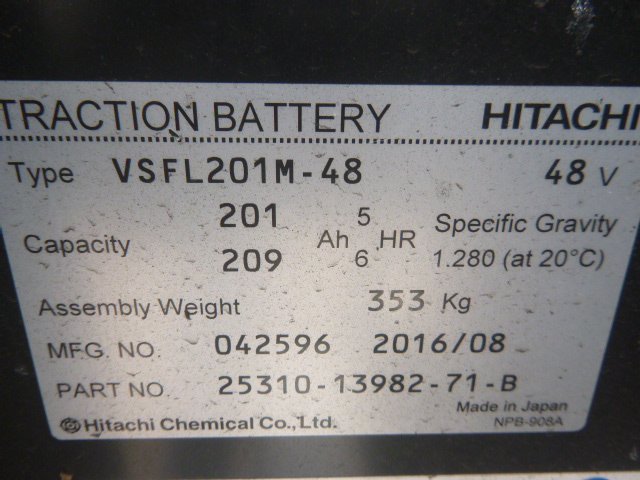 TRACTION BATTERY HITACHI
Type VSFL201M-48 48 V
Capacity 201 Ah 5 HR Specific Gravity
209 6 1.280 (at 20°C)
Assembly Weight 353 Kg
MFG. NO. 042596 2016/08
PART NO. 25310-13982-71-B
Made in Japan
Hitachi Chemical Co.,Ltd. NPB-908A